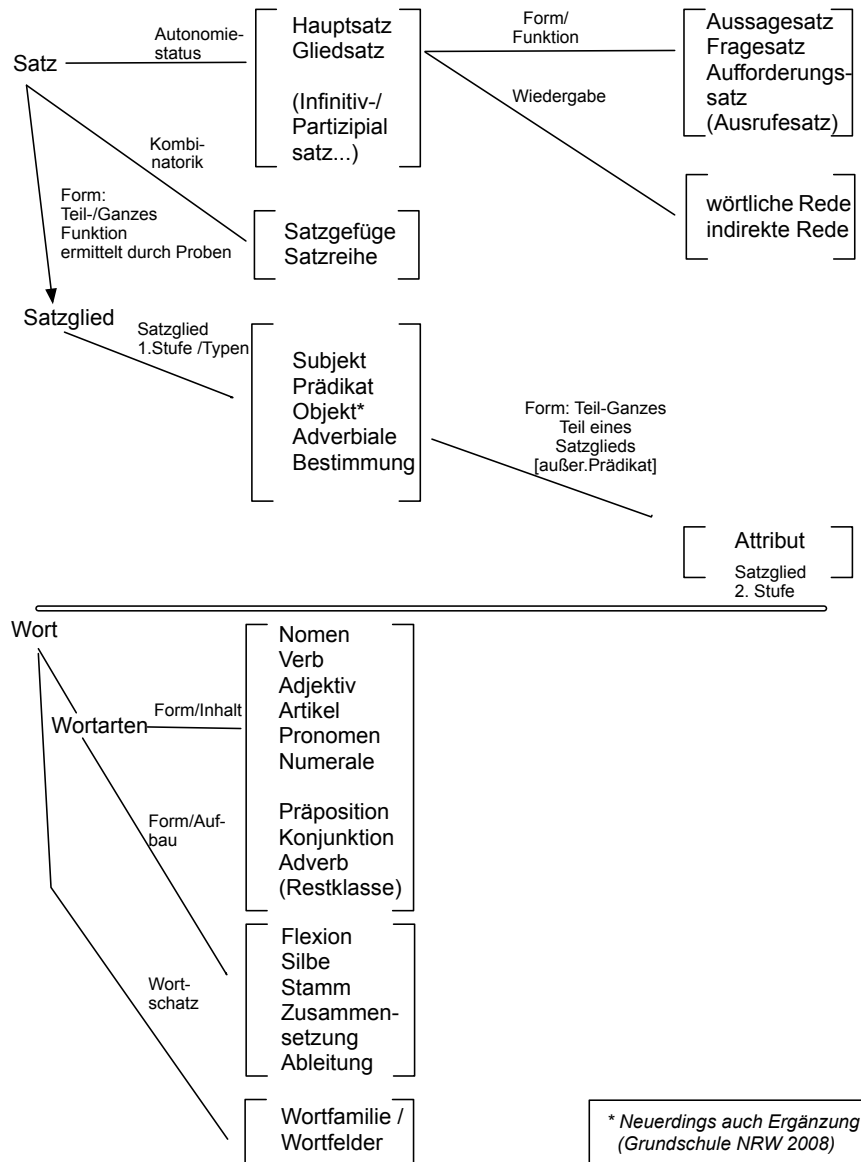 Satz
Autonomie-
status
Hauptsatz
Gliedsatz
(Infinitiv-/
Partizipial
satz...)
Form/
Funktion
Aussagesatz
Fragesatz
Aufforderungs-
satz
(Ausrufesatz)
Wiedergabe
wörtliche Rede
indirekte Rede
Kombi-
natorik
Satzgefüge
Satzreihe
Form:
Teil-/Ganzes
Funktion
ermittelt durch Proben
Satzglied
Satzglied
1.Stufe /Typen
Subjekt
Prädikat
Objekt*
Adverbiale
Bestimmung
Form: Teil-Ganzes
Teil eines
Satzglieds
[außer.Prädikat]
Attribut
Satzglied
2. Stufe
Wort
Wortarten
Form/Inhalt
Nomen
Verb
Adjektiv
Artikel
Pronomen
Numerale
Präposition
Konjunktion
Adverb
(Restklasse)
Form/Auf-
bau
Flexion
Silbe
Stamm
Zusammen-
setzung
Ableitung
Wort-
schatz
Wortfamilie /
Wortfelder
* Neuerdings auch Ergänzung
(Grundschule NRW 2008)